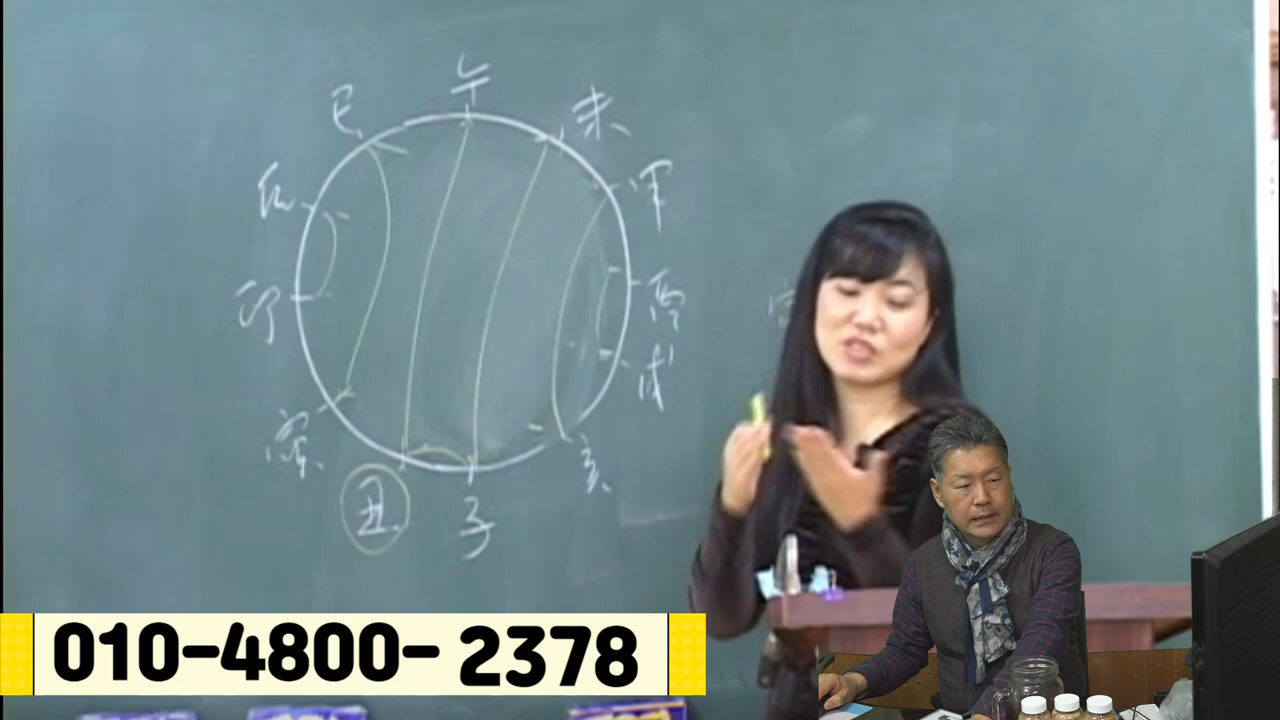 午
巳 未
辰 申
卯 酉
寅 戌
丑 子 亥
010-4800-2378